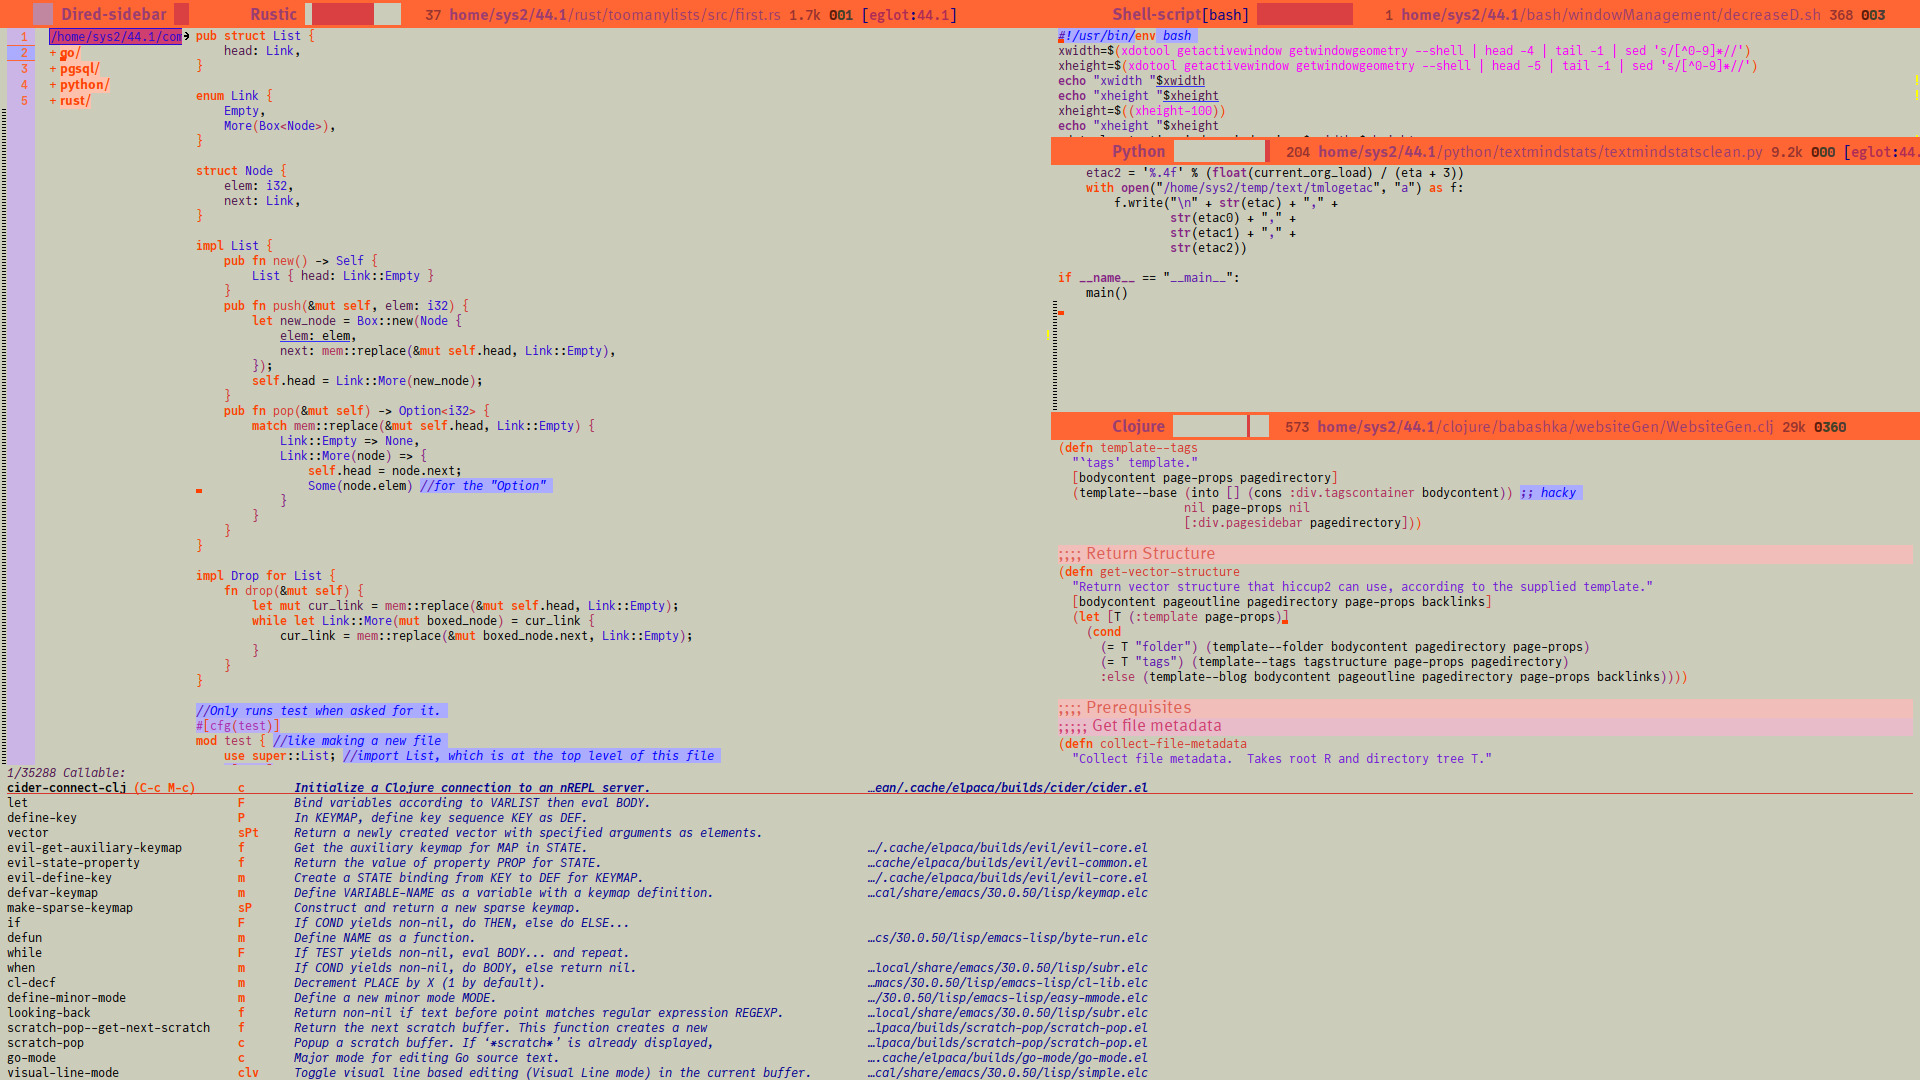 Dired-sidebar
1 /home/sys2/44.1/com
2 + go/
3 + pgsql/
4 + python/
5 + rust/
Rustic 37 home/sys2/44.1/rust/toomanylists/src/first.rs 1.7k 001 [eglot:44.1]
pub struct List {
    head: Link,
}
enum Link {
    Empty,
    More(Box<Node>),
}
struct Node {
    elem: i32,
    next: Link,
}
impl List {
    pub fn new() -> Self {
        List { head: Link::Empty }
    }
    pub fn push(&mut self, elem: i32) {
        let new_node = Box::new(Node {
            elem: elem,
            next: mem::replace(&mut self.head, Link::Empty),
        });
        self.head = Link::More(new_node);
    }
    pub fn pop(&mut self) -> Option<i32> {
        match mem::replace(&mut self.head, Link::Empty) {
            Link::Empty => None,
            Link::More(node) => {
                self.head = node.next;
                Some(node.elem) //for the "Option"
            }
        }
    }
}
impl Drop for List {
    fn drop(&mut self) {
        let mut cur_link = mem::replace(&mut self.head, Link::Empty);
        while let Link::More(mut boxed_node) = cur_link {
            cur_link = mem::replace(&mut boxed_node.next, Link::Empty);
        }
    }
}
//Only runs test when asked for it.
#[cfg(test)]
mod test { //like making a new file
    use super::List; //import List, which is at the top level of this file
Shell-script[bash] 1 home/sys2/44.1/bash/windowManagement/decreaseD.sh 368 003
#!/usr/bin/env bash
xwidth=$(xdotool getactivewindow getwindowgeometry --shell | head -4 | tail -1 | sed 's/[^0-9]*//')
xheight=$(xdotool getactivewindow getwindowgeometry --shell | head -5 | tail -1 | sed 's/[^0-9]*//')
echo "xwidth "$xwidth
echo "xheight "$xheight
xheight=$((xheight-100))
echo "xheight "$xheight
Python 204 home/sys2/44.1/python/textmindstats/textmindstatsclean.py 9.2k 000 [eglot:44.
    etac2 = '%.4f' % (float(current_org_load) / (eta + 3))
    with open("/home/sys2/temp/text/tmlogetac", "a") as f:
        f.write("\n" + str(etac) + "," +
                str(etac0) + "," +
                str(etac1) + "," +
                str(etac2))
if __name__ == "__main__":
    main()
Clojure 573 home/sys2/44.1/clojure/babashka/websiteGen/WebsiteGen.clj 29k 0360
(defn template--tags
  "`tags' template."
  [bodycontent page-props pagedirectory]
  (template--base (into [] (cons :div.tagscontainer bodycontent)) ;; hacky
                  nil page-props nil
                  [:div.pagesidebar pagedirectory]))
;;;; Return Structure
(defn get-vector-structure
  "Return vector structure that hiccup2 can use, according to the supplied template."
  [bodycontent pageoutline pagedirectory page-props backlinks]
  (let [T (:template page-props)]
    (cond
      (= T "folder") (template--folder bodycontent pagedirectory page-props)
      (= T "tags") (template--tags tagstructure page-props pagedirectory)
      :else (template--blog bodycontent pageoutline pagedirectory page-props backlinks))))
;;;; Prerequisites
;;;;; Get file metadata
(defn collect-file-metadata
  "Collect file metadata.  Takes root R and directory tree T."
1/35288 Callable:
cider-connect-clj (C-c M-c) c Initialize a Clojure connection to an nREPL server. …ean/.cache/elpaca/builds/cider/cider.el
let F Bind variables according to VARLIST then eval BODY.
define-key P In KEYMAP, define key sequence KEY as DEF.
vector sPt Return a newly created vector with specified arguments as elements.
evil-get-auxiliary-keymap f Get the auxiliary keymap for MAP in STATE. …/.cache/elpaca/builds/evil/evil-core.el
evil-state-property f Return the value of property PROP for STATE. …cache/elpaca/builds/evil/evil-common.el
evil-define-key m Create a STATE binding from KEY to DEF for KEYMAP. …/.cache/elpaca/builds/evil/evil-core.el
defvar-keymap m Define VARIABLE-NAME as a variable with a keymap definition. …cal/share/emacs/30.0.50/lisp/keymap.elc
make-sparse-keymap sP Construct and return a new sparse keymap.
if F If COND yields non-nil, do THEN, else do ELSE...
defun m Define NAME as a function. …cs/30.0.50/lisp/emacs-lisp/byte-run.elc
while F If TEST yields non-nil, eval BODY... and repeat.
when m If COND yields non-nil, do BODY, else return nil. …local/share/emacs/30.0.50/lisp/subr.elc
cl-decf m Decrement PLACE by X (1 by default). …macs/30.0.50/lisp/emacs-lisp/cl-lib.elc
define-minor-mode m Define a new minor mode MODE. …/30.0.50/lisp/emacs-lisp/easy-mmode.elc
looking-back f Return non-nil if text before point matches regular expression REGEXP. …local/share/emacs/30.0.50/lisp/subr.elc
scratch-pop--get-next-scratch f Return the next scratch buffer. This function creates a new …lpaca/builds/scratch-pop/scratch-pop.el
scratch-pop c Popup a scratch buffer. If ‘*scratch*’ is already displayed, …lpaca/builds/scratch-pop/scratch-pop.el
go-mode c Major mode for editing Go source text. ….cache/elpaca/builds/go-mode/go-mode.el
visual-line-mode clv Toggle visual line based editing (Visual Line mode) in the current buffer. …cal/share/emacs/30.0.50/lisp/simple.elc